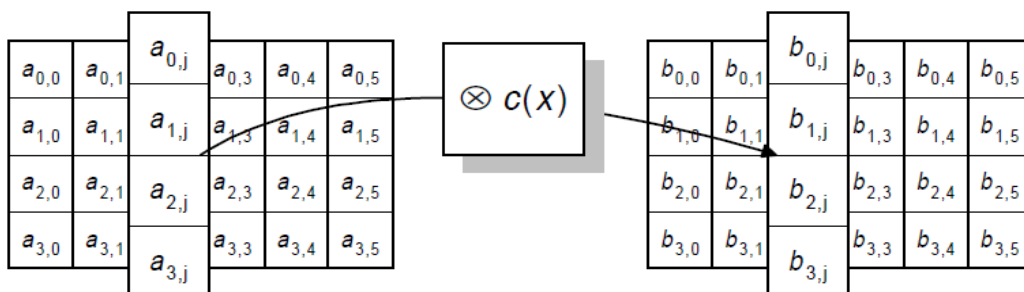 a0,j
a0,0 a0,1 a0,3 a0,4 a0,5
a1,j
a1,0 a1,1 a1,3 a1,4 a1,5
a2,j
a2,0 a2,1 a2,3 a2,4 a2,5
a3,j
a3,0 a3,1 a3,3 a3,4 a3,5
⊗ c(x)
b0,j
b0,0 b0,1 b0,3 b0,4 b0,5
b1,j
b1,0 b1,1 b1,3 b1,4 b1,5
b2,j
b2,0 b2,1 b2,3 b2,4 b2,5
b3,j
b3,0 b3,1 b3,3 b3,4 b3,5